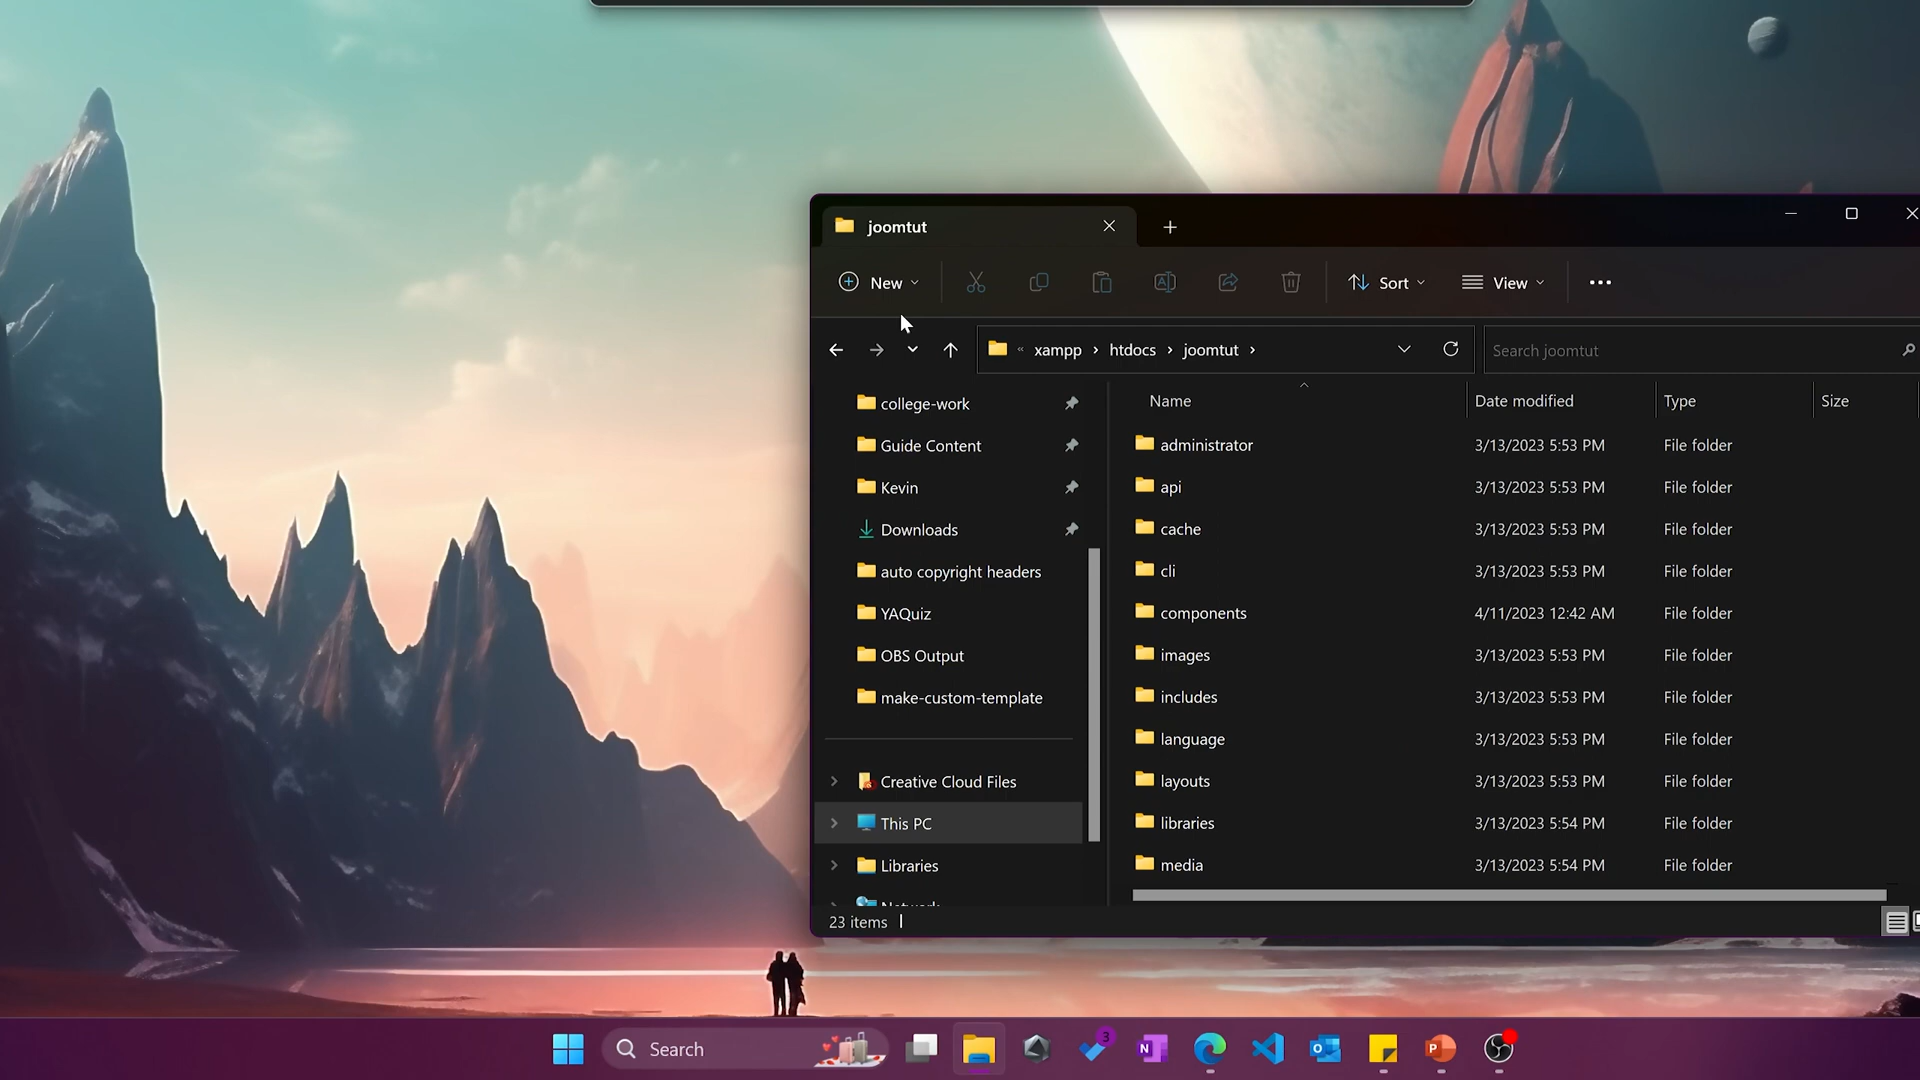 joomtut
New
Sort
View
« xampp › htdocs › joomtut ›
Search joomtut
college-work
Guide Content
Kevin
Downloads
auto copyright headers
YAQuiz
OBS Output
make-custom-template
Creative Cloud Files
This PC
Libraries
Network
Name Date modified Type Size
administrator 3/13/2023 5:53 PM File folder
api 3/13/2023 5:53 PM File folder
cache 3/13/2023 5:53 PM File folder
cli 3/13/2023 5:53 PM File folder
components 4/11/2023 12:42 AM File folder
images 3/13/2023 5:53 PM File folder
includes 3/13/2023 5:53 PM File folder
language 3/13/2023 5:53 PM File folder
layouts 3/13/2023 5:53 PM File folder
libraries 3/13/2023 5:54 PM File folder
media 3/13/2023 5:54 PM File folder
23 items
Search
3
N
P